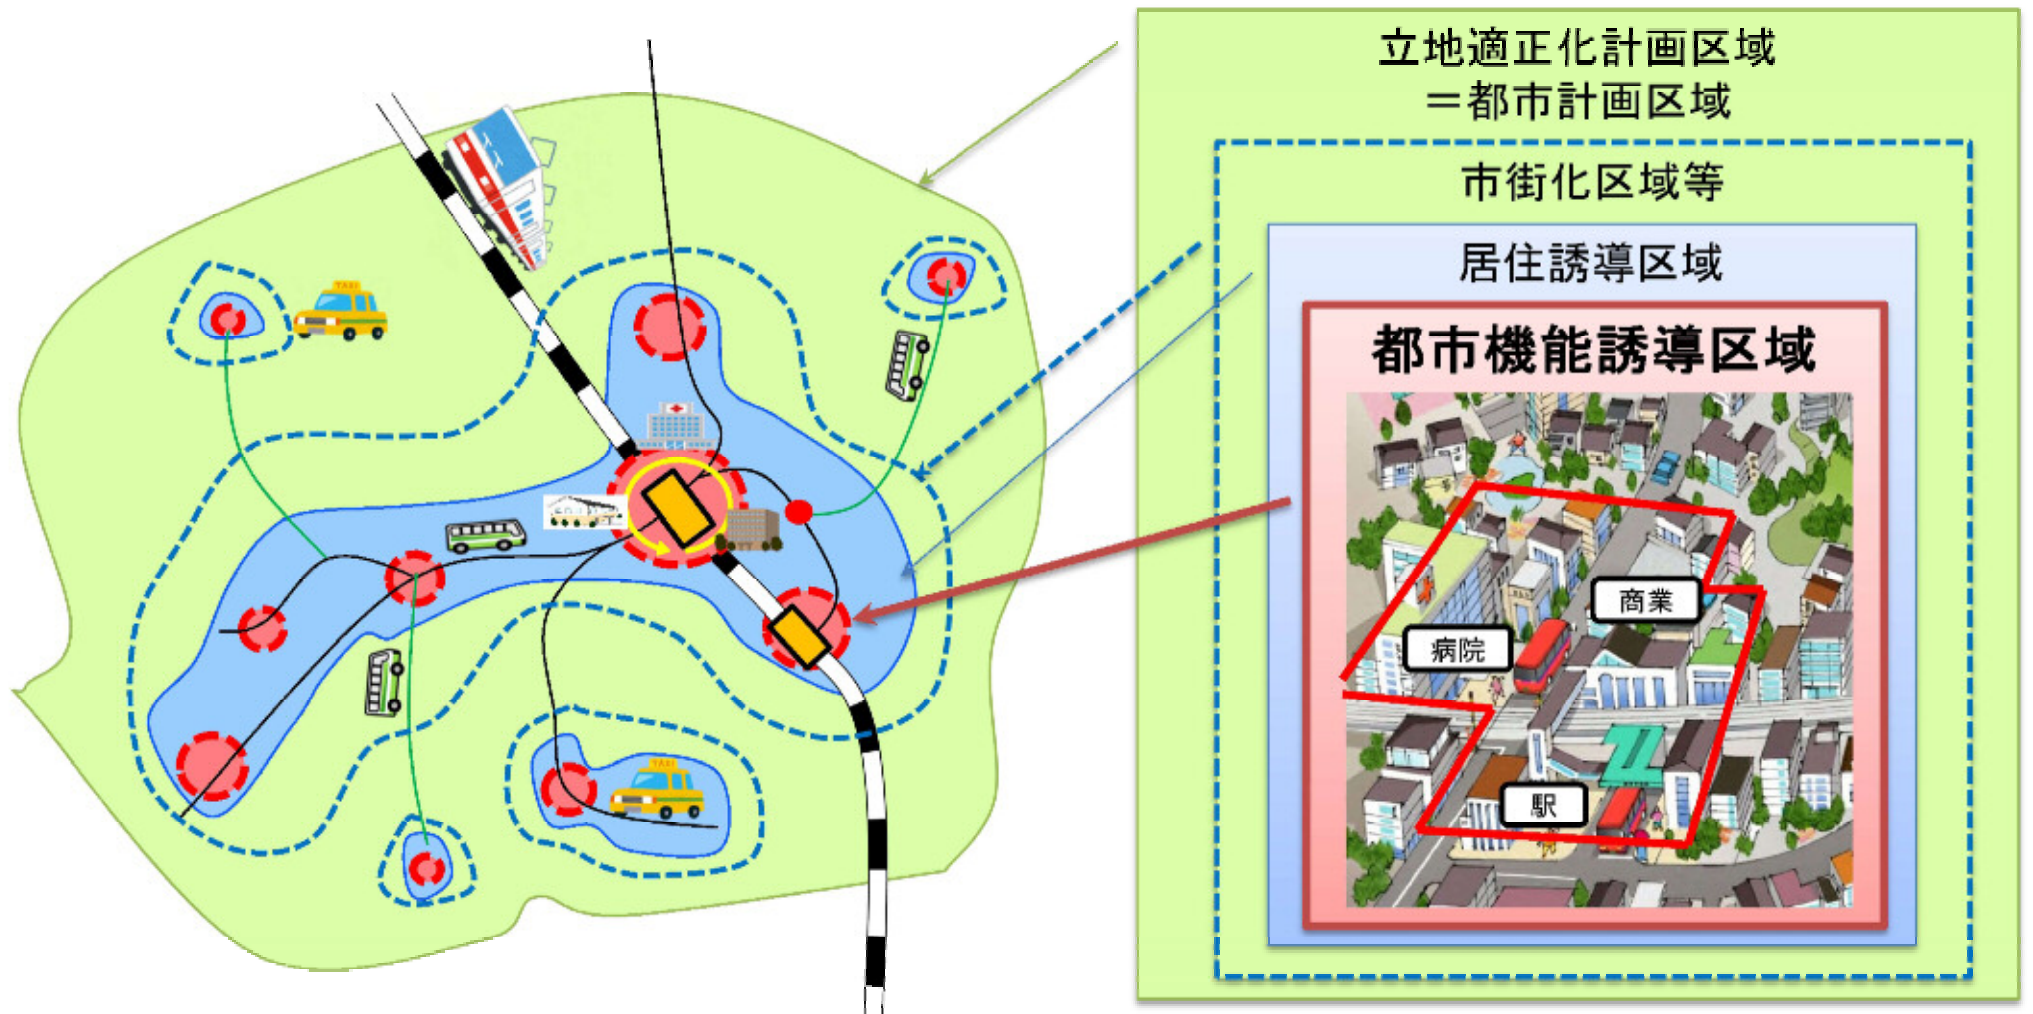 立地適正化計画区域
＝都市計画区域
市街化区域等
居住誘導区域
都市機能誘導区域
商業
病院
駅
TAXI
TAXI